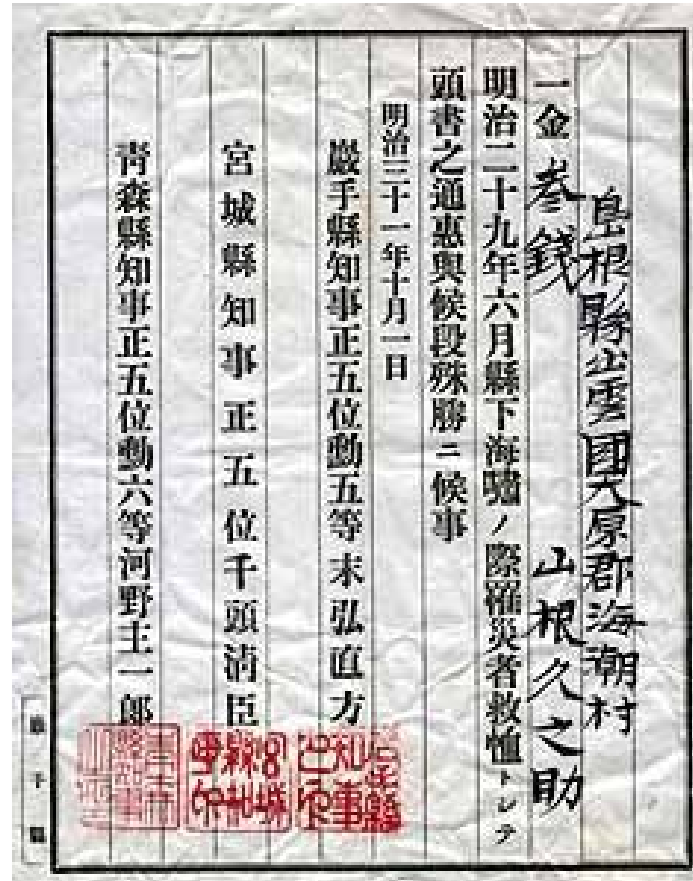 島根縣出雲國大原郡海潮村
山根久之助
一金 叄錢
明治二十九年六月縣下海嘯ノ際罹災者救恤トシテ
頭書之通惠與候段殊勝ニ候事
明治三十一年十月一日
巖手縣知事正五位勳五等末弘直方
宮城縣知事正五位千頭淸臣
靑森縣知事正五位勳六等河野主一郎
巖手縣